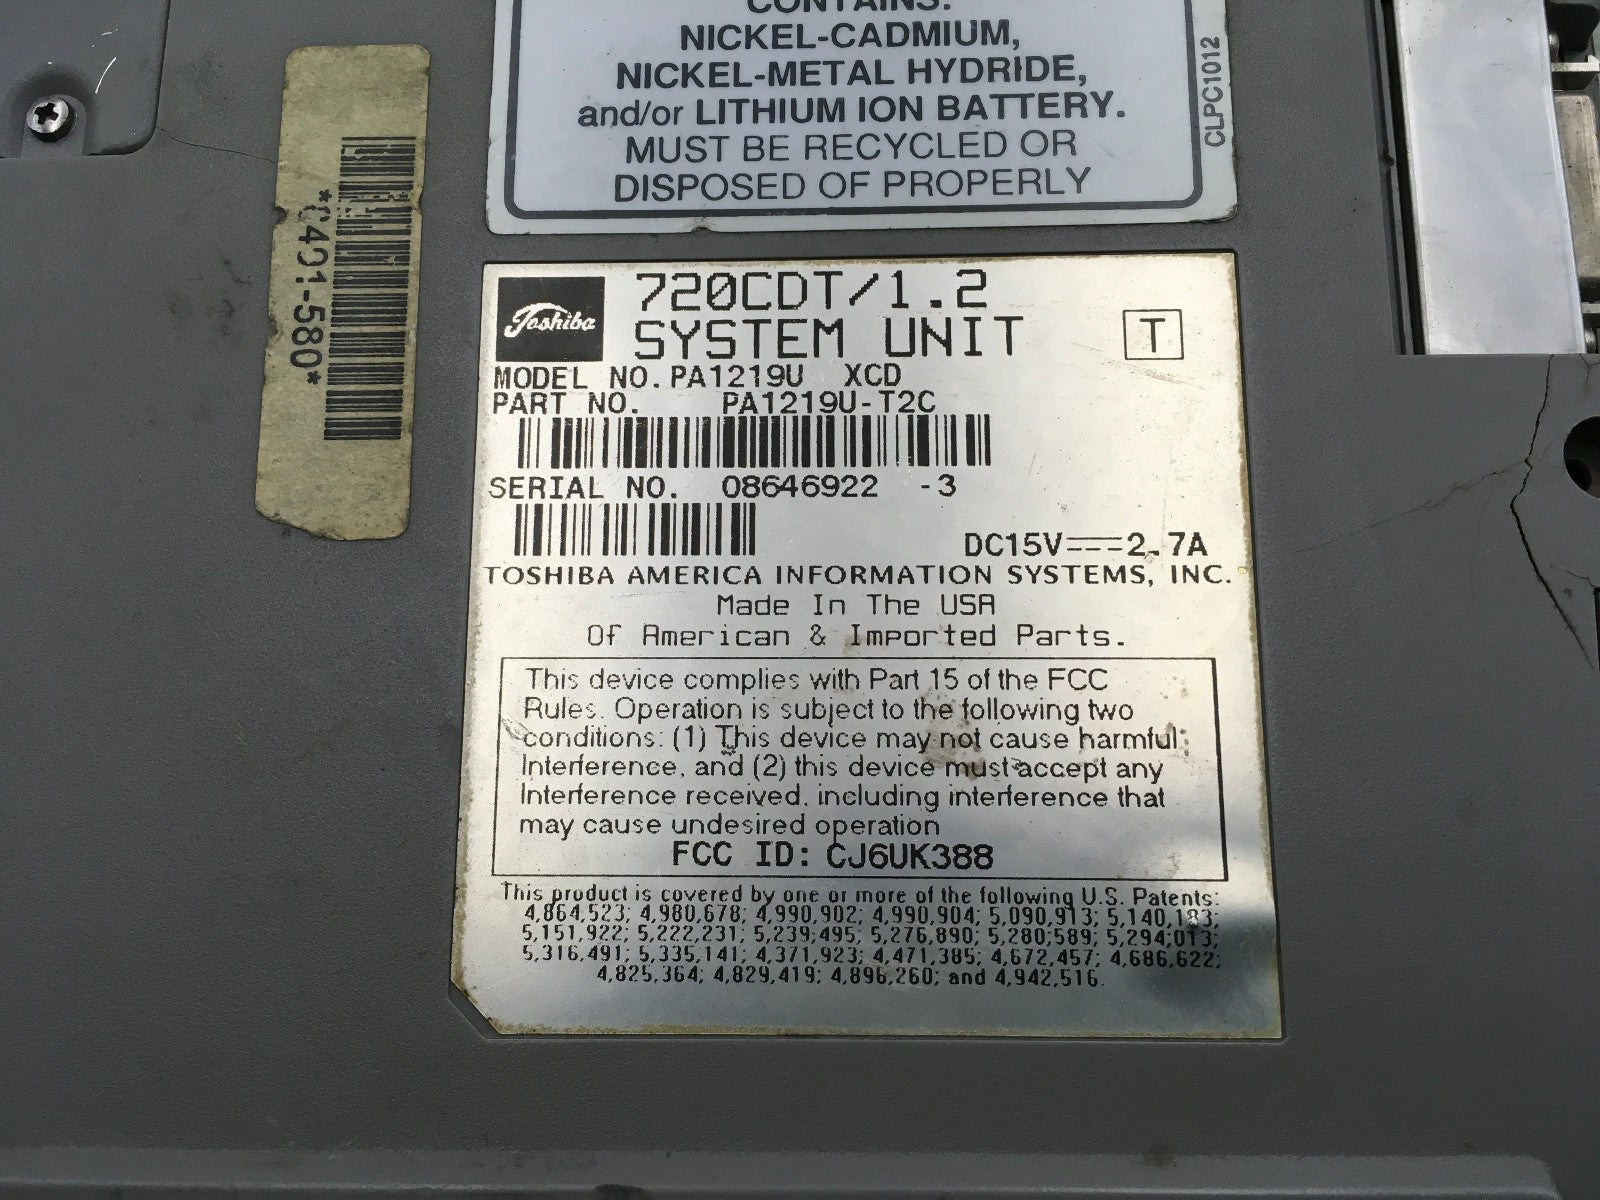 CONTAINS:
NICKEL-CADMIUM,
NICKEL-METAL HYDRIDE,
and/or LITHIUM ION BATTERY.
MUST BE RECYCLED OR
DISPOSED OF PROPERLY
CLPC1012
401-580*
Toshiba
720CDT/1.2
SYSTEM UNIT
T
MODEL NO. PA1219U XCD
PART NO. PA1219U-T2C
SERIAL NO. 08646922 -3
DC15V 2.7A
TOSHIBA AMERICA INFORMATION SYSTEMS, INC.
Made In The USA
Of American & Imported Parts.
This device complies with Part 15 of the FCC
Rules. Operation is subject to the following two
conditions: (1) This device may not cause harmful
Interference, and (2) this device must accept any
Interference received, including interference that
may cause undesired operation
FCC ID: CJ6UK388
This product is covered by one or more of the following U.S. Patents:
4,864,523; 4,980,678; 4,990,902; 4,990,904; 5,090,913; 5,140,183;
5,151,922; 5,222,231; 5,239,495; 5,276,890; 5,280,589; 5,294,013;
5,316,491; 5,335,141; 4,371,923; 4,471,385; 4,672,457; 4,686,622;
4,825,364; 4,829,419; 4,896,260; and 4,942,516.